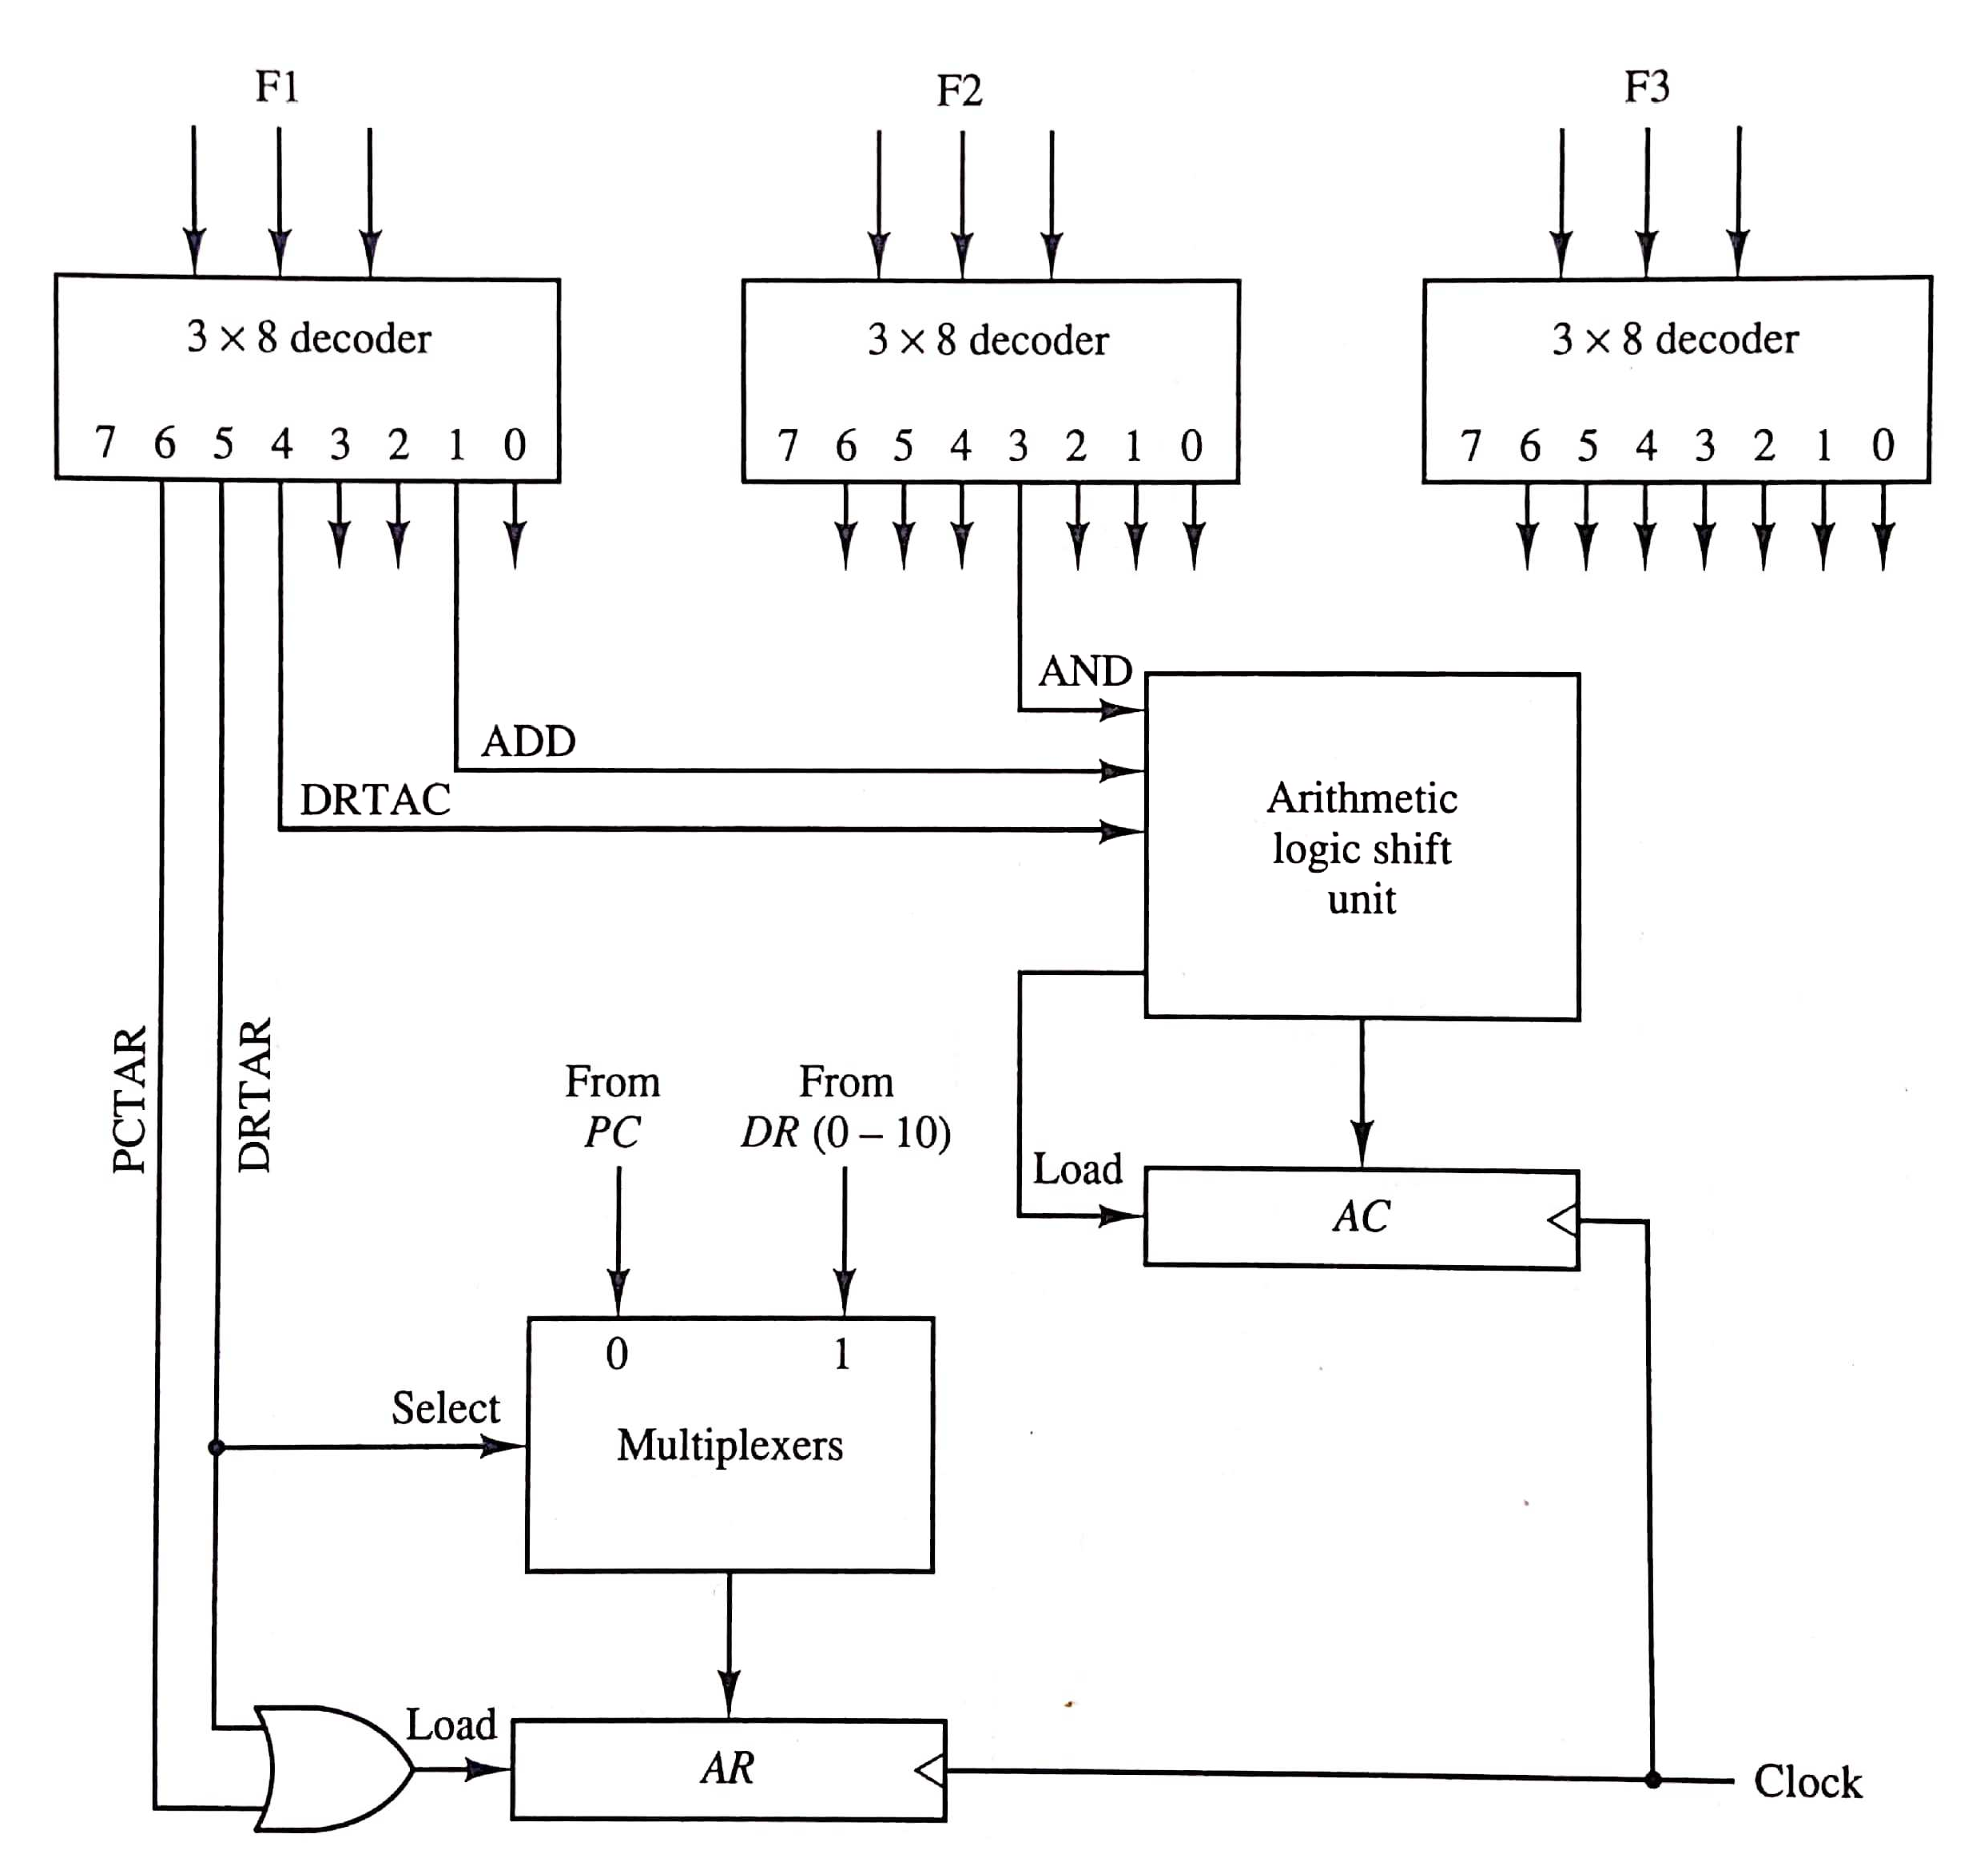 F1
F2
F3
3 × 8 decoder
7 6 5 4 3 2 1 0
3 × 8 decoder
7 6 5 4 3 2 1 0
3 × 8 decoder
7 6 5 4 3 2 1 0
AND
ADD
DRTAC
Arithmetic
logic shift
unit
PCTAR
DRTAR
From
PC
From
DR (0 – 10)
Load
AC
0 1
Select
Multiplexers
Load
AR
Clock